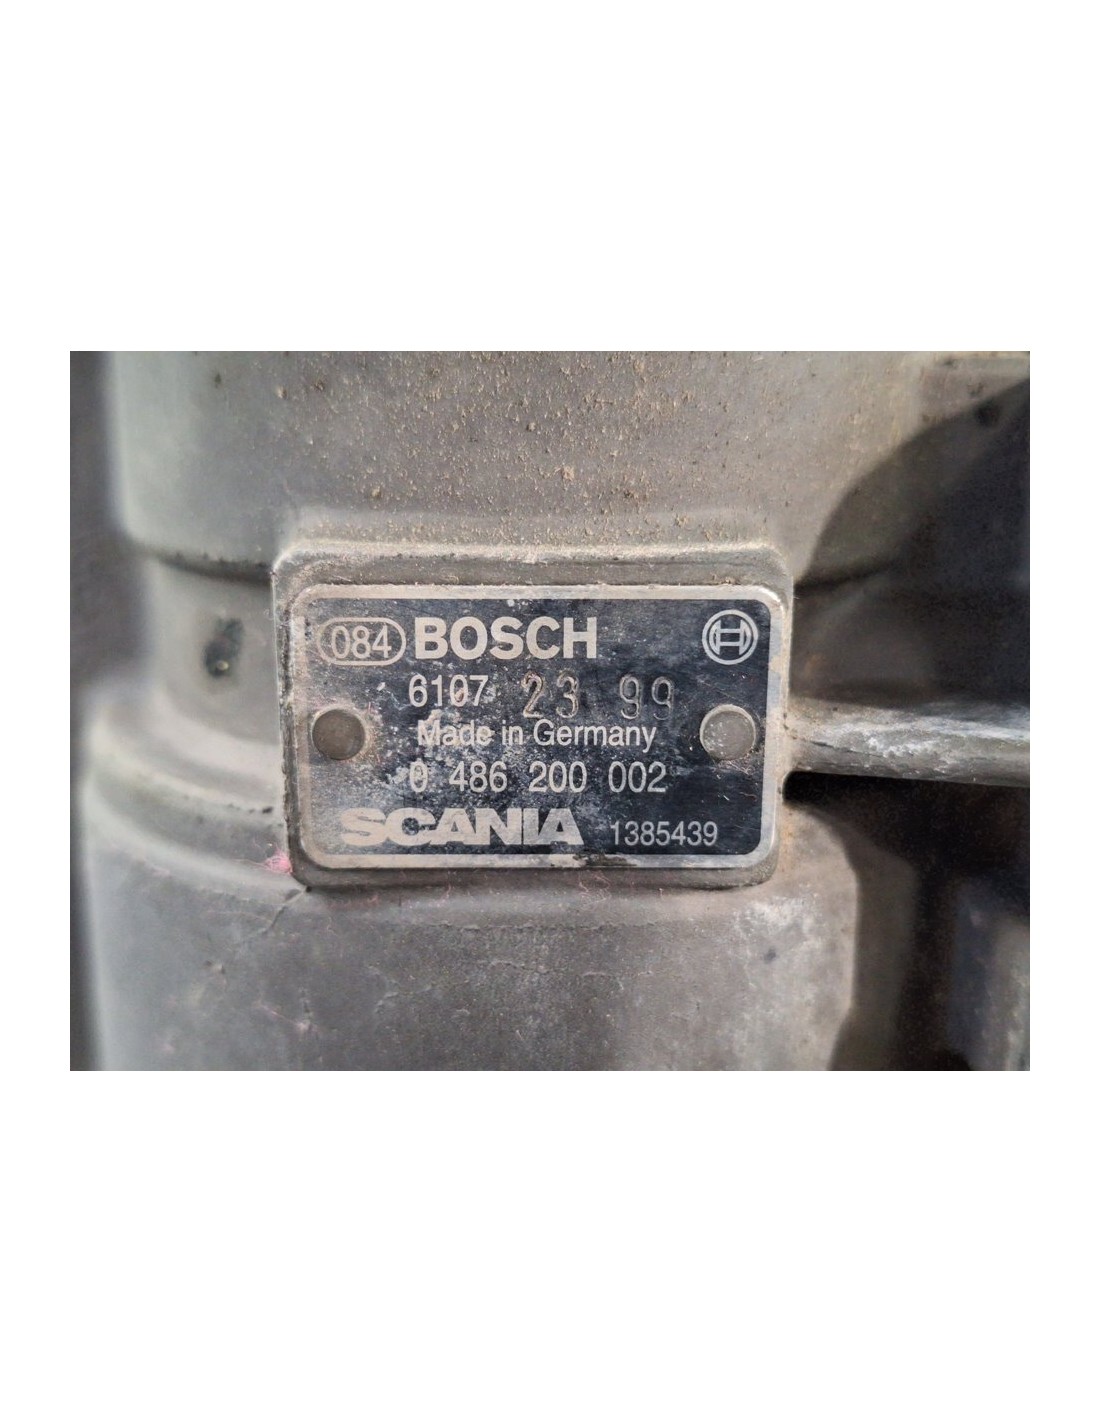 084 BOSCH
6107 23 99
Made in Germany
0 486 200 002
SCANIA 1385439